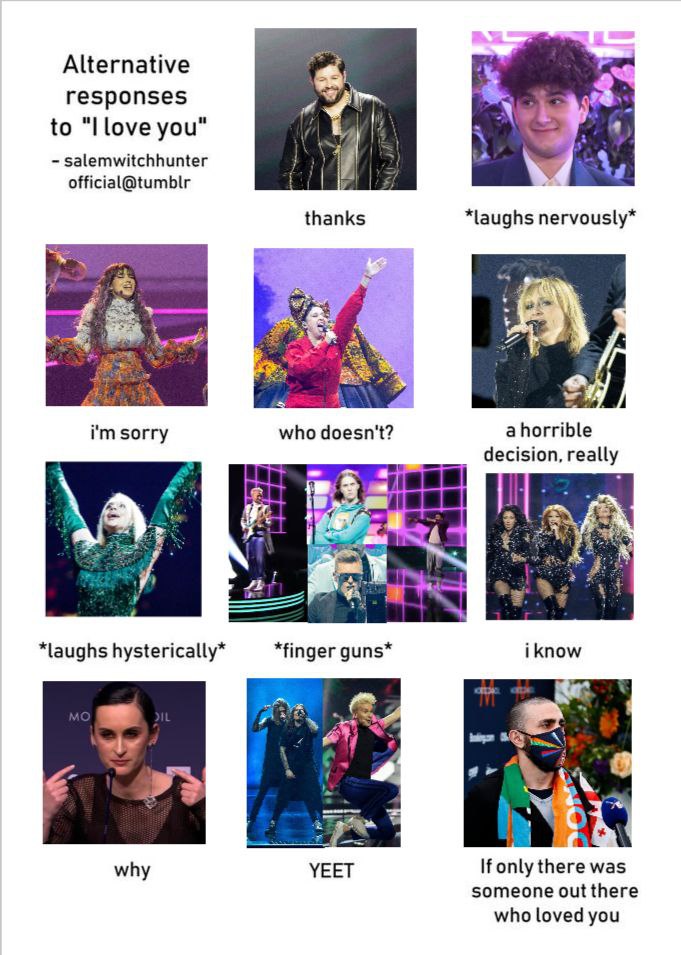 Alternative
responses
to "I love you"
– salemwitchhunter
official@tumblr
thanks
*laughs nervously*
i'm sorry
who doesn't?
a horrible
decision, really
*laughs hysterically*
*finger guns*
i know
why
YEET
If only there was
someone out there
who loved you